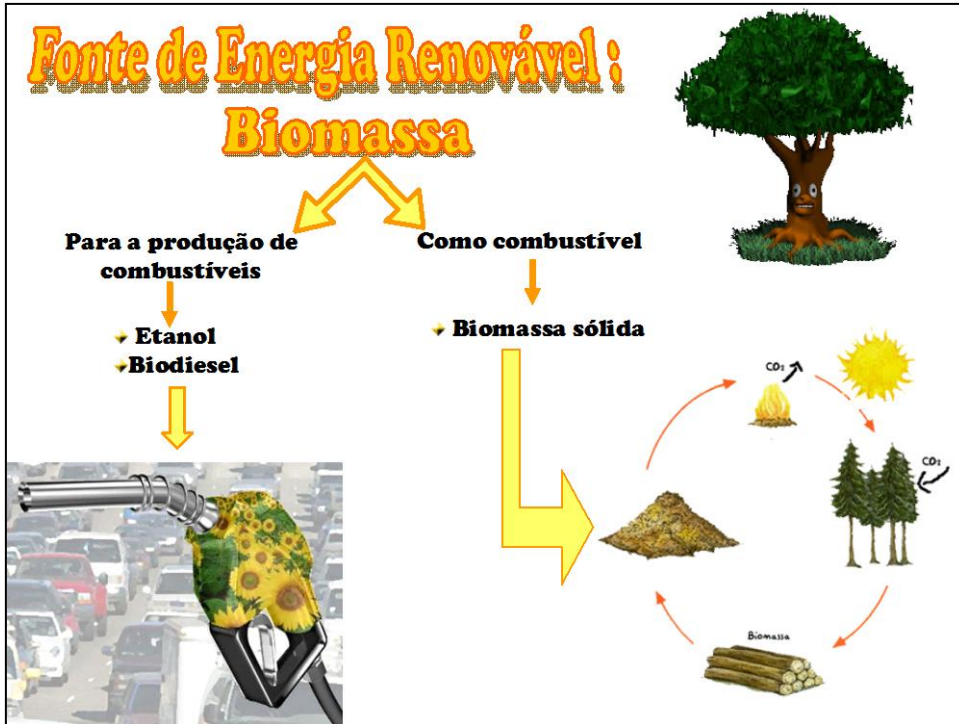 Fonte de Energia Renovável :
Biomassa
Para a produção de
combustíveis
Etanol
Biodiesel
Como combustível
Biomassa sólida
CO₂
CO₂
Biomassa